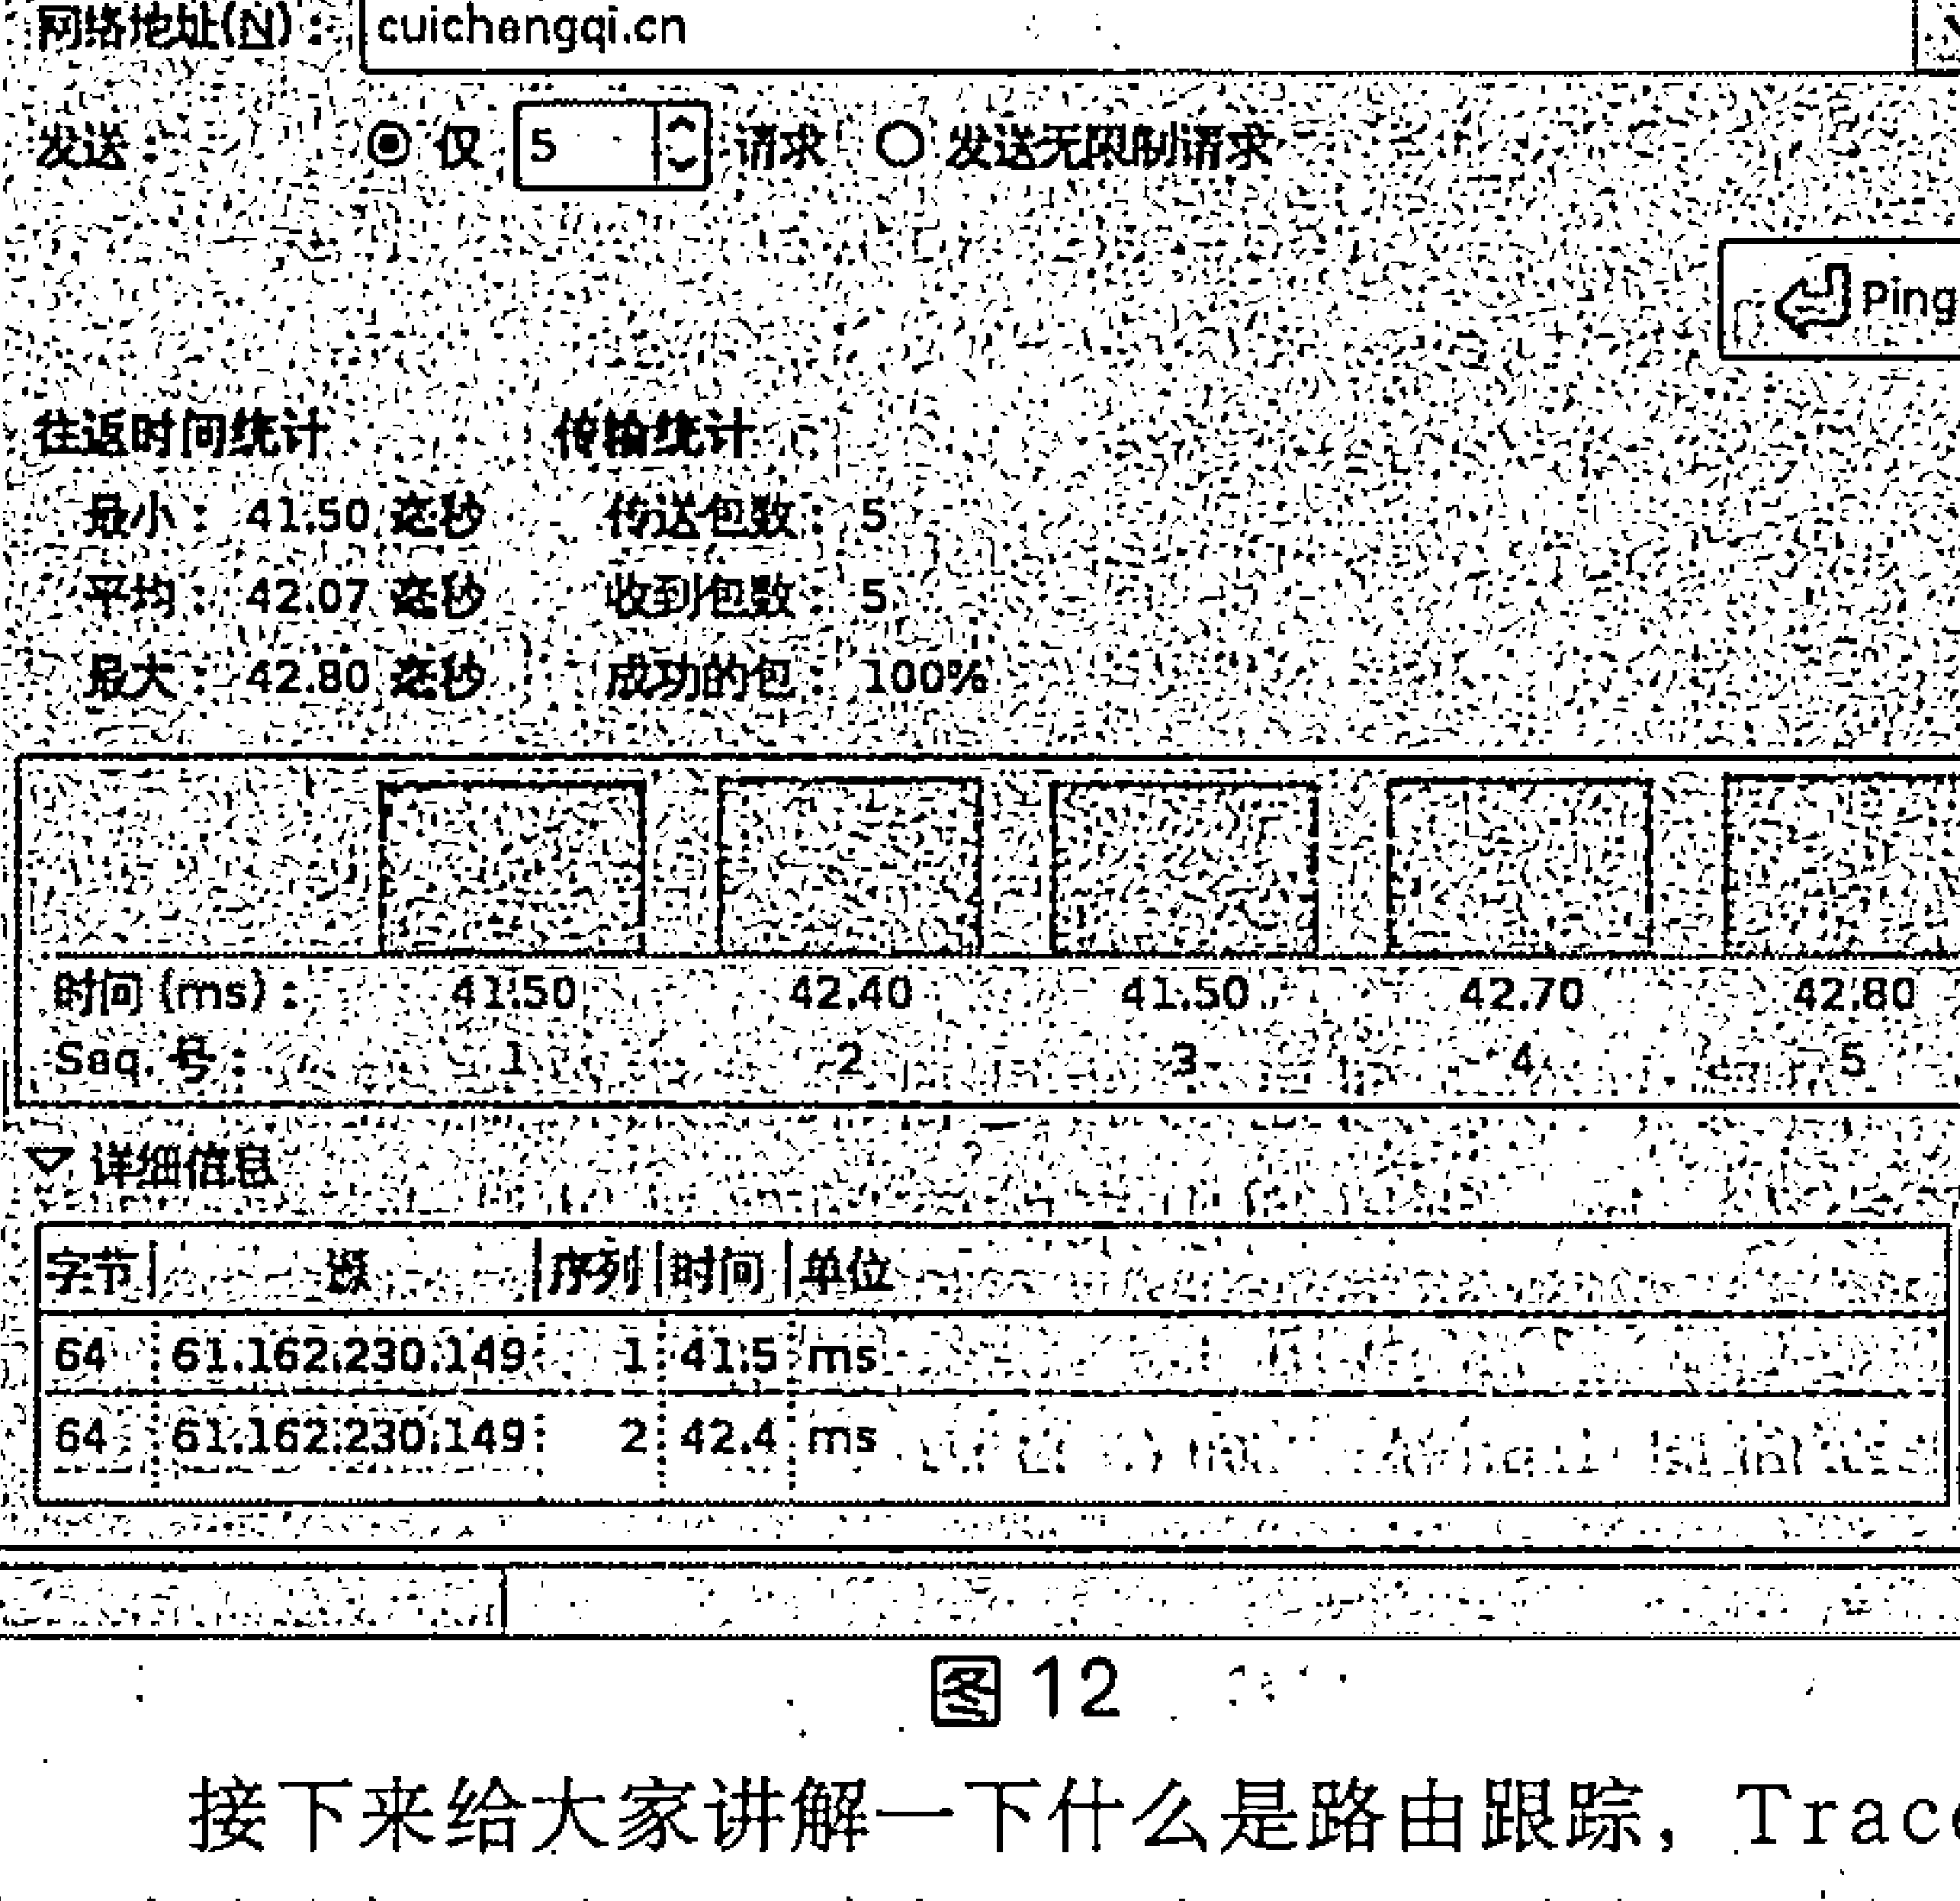 网络地址(N)： cuichengqi.cn
发送： 仅 5 请求 发送无限制请求
Ping
往返时间统计 传输统计
最小： 41.50 毫秒 传送包数： 5
平均： 42.07 毫秒 收到包数： 5
最大： 42.80 毫秒 成功的包： 100%
时间 (ms)： 41.50 42.40 41.50 42.70 42.80
Seq. 号： 1 2 3 4 5
详细信息
字节 源 序列 时间 单位
64 61.162.230.149 1 41.5 ms
64 61.162.230.149 2 42.4 ms
图 12
接下来给大家讲解一下什么是路由跟踪，Trace